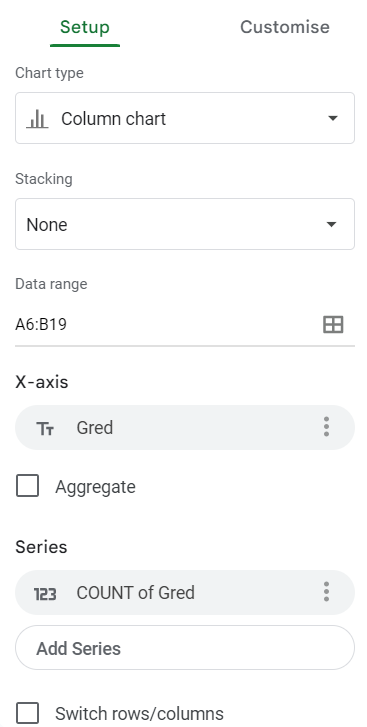 Setup Customise
Chart type
Column chart
Stacking
None
Data range
A6:B19
X-axis
Tт Gred
Aggregate
Series
123 COUNT of Gred
Add Series
Switch rows/columns